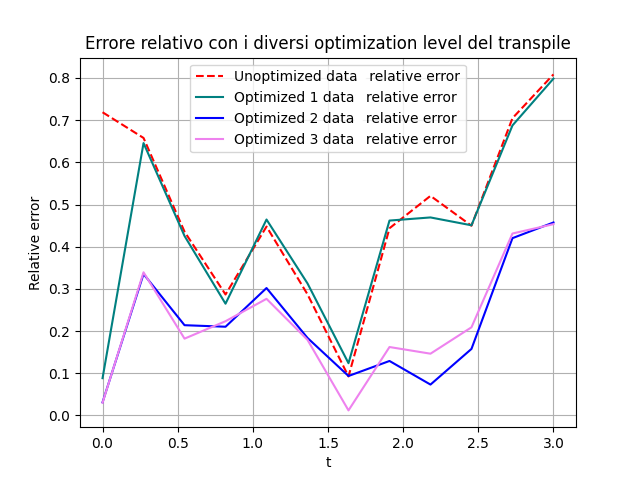 Errore relativo con i diversi optimization level del transpile
Unoptimized data   relative error
Optimized 1 data   relative error
Optimized 2 data   relative error
Optimized 3 data   relative error
Relative error
0.8
0.7
0.6
0.5
0.4
0.3
0.2
0.1
0.0
0.0 0.5 1.0 1.5 2.0 2.5 3.0
t